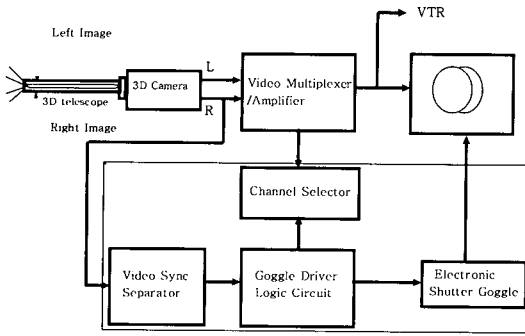 VTR
Left Image
L
3D Camera
Video Multiplexer
/Amplifier
3D telescope
R
Right Image
Channel Selector
Video Sync
Separator
Goggle Driver
Logic Circuit
Electronic
Shutter Goggle